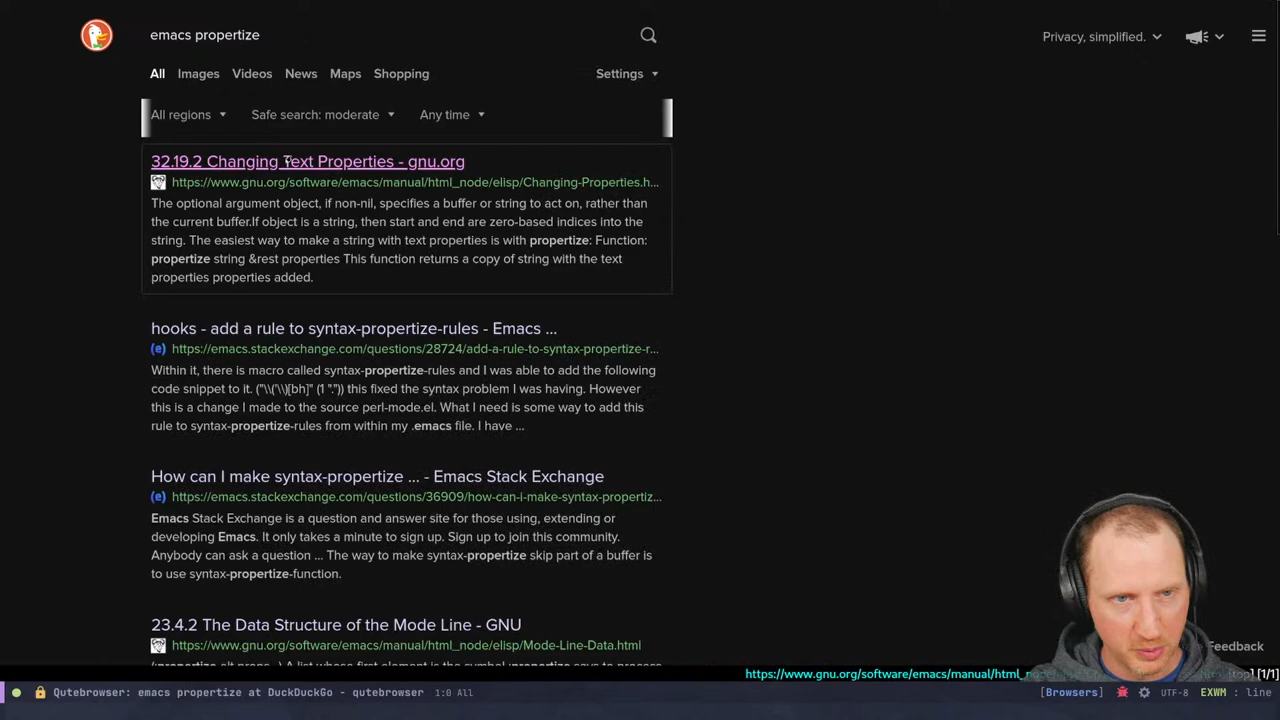 emacs propertize
Privacy, simplified.
All Images Videos News Maps Shopping
Settings
All regions
Safe search: moderate
Any time
32.19.2 Changing Text Properties - gnu.org
https://www.gnu.org/software/emacs/manual/html_node/elisp/Changing-Properties.h...
The optional argument object, if non-nil, specifies a buffer or string to act on, rather than
the current buffer.If object is a string, then start and end are zero-based indices into the
string. The easiest way to make a string with text properties is with propertize: Function:
propertize string &rest properties This function returns a copy of string with the text
properties properties added.
hooks - add a rule to syntax-propertize-rules - Emacs ...
https://emacs.stackexchange.com/questions/28724/add-a-rule-to-syntax-propertize-r...
Within it, there is macro called syntax-propertize-rules and I was able to add the following
code snippet to it. ("\\('\\)[bh]" (1 ".")) this fixed the syntax problem I was having. However
this is a change I made to the source perl-mode.el. What I need is some way to add this
rule to syntax-propertize-rules from within my .emacs file. I have ...
How can I make syntax-propertize ... - Emacs Stack Exchange
https://emacs.stackexchange.com/questions/36909/how-can-i-make-syntax-propertiz...
Emacs Stack Exchange is a question and answer site for those using, extending or
developing Emacs. It only takes a minute to sign up. Sign up to join this community.
Anybody can ask a question ... The way to make syntax-propertize skip part of a buffer is
to use syntax-propertize-function.
23.4.2 The Data Structure of the Mode Line - GNU
https://www.gnu.org/software/emacs/manual/html_node/elisp/Mode-Line-Data.html
Feedback
https://www.gnu.org/software/emacs/manual/html_no
[top] [1/1]
Qutebrowser: emacs propertize at DuckDuckGo - qutebrowser 1:0 All
[Browsers] UTF-8 EXWM : line